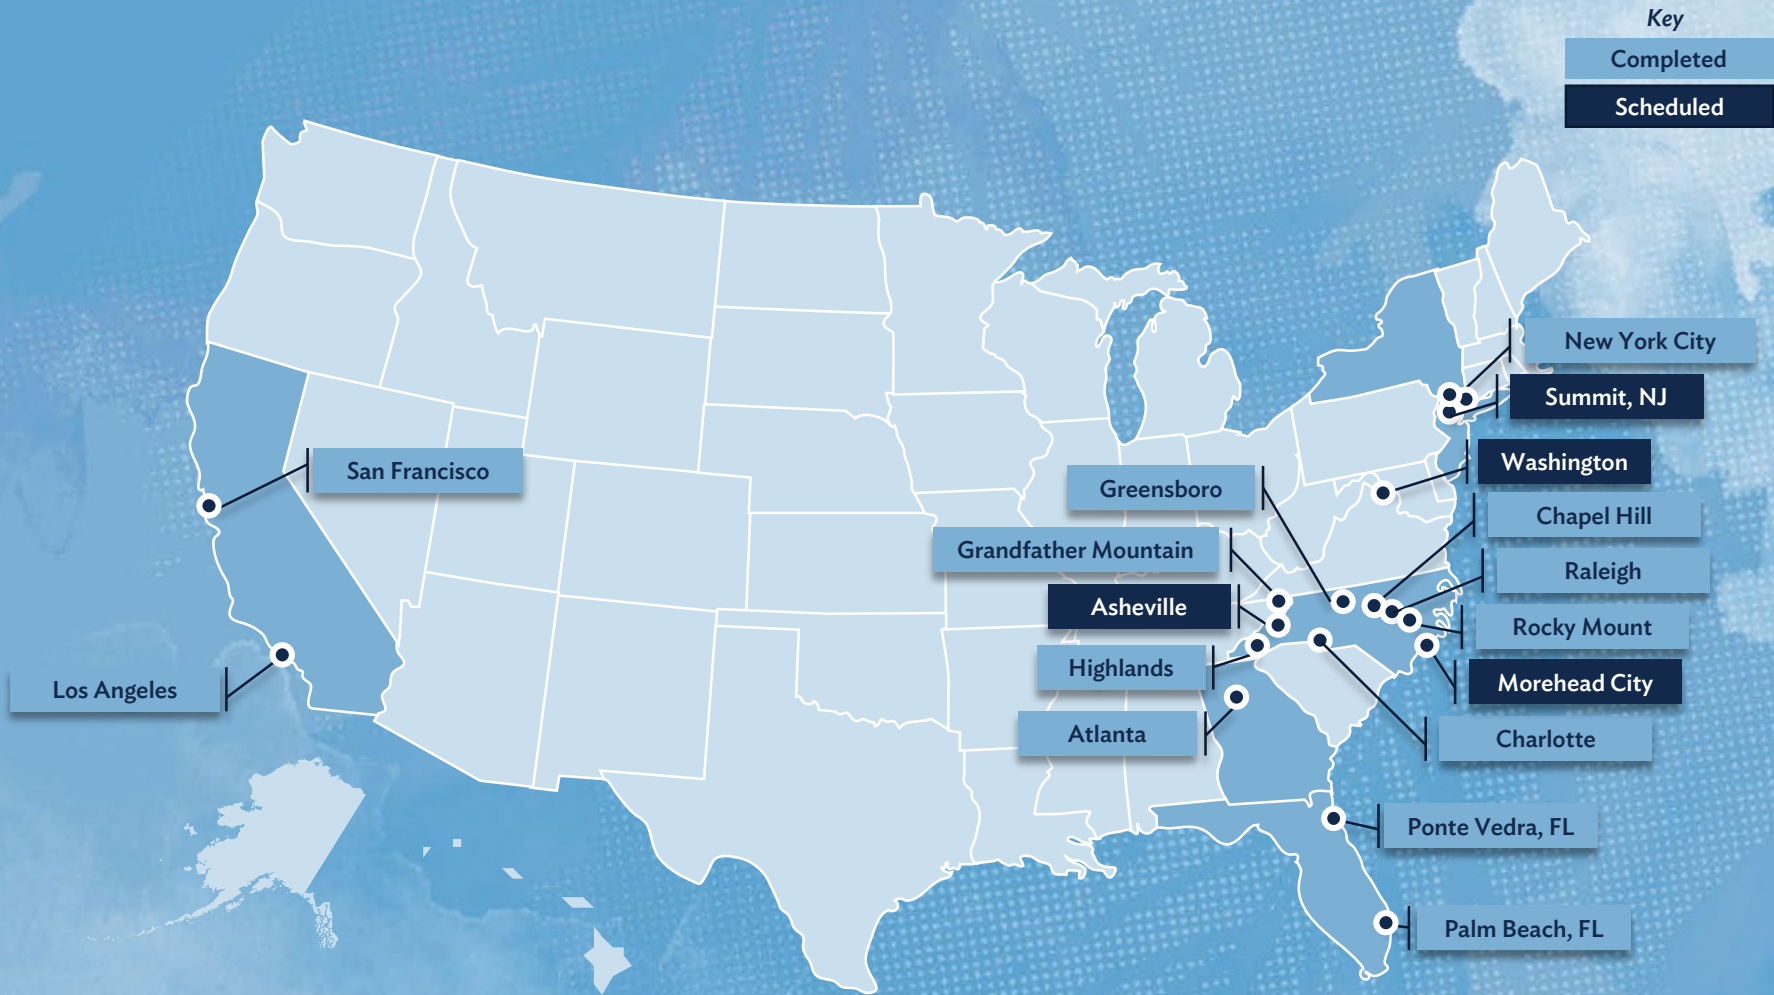 Key
Completed
Scheduled
New York City
Summit, NJ
Washington
San Francisco
Greensboro
Chapel Hill
Grandfather Mountain
Raleigh
Asheville
Rocky Mount
Highlands
Morehead City
Los Angeles
Atlanta
Charlotte
Ponte Vedra, FL
Palm Beach, FL